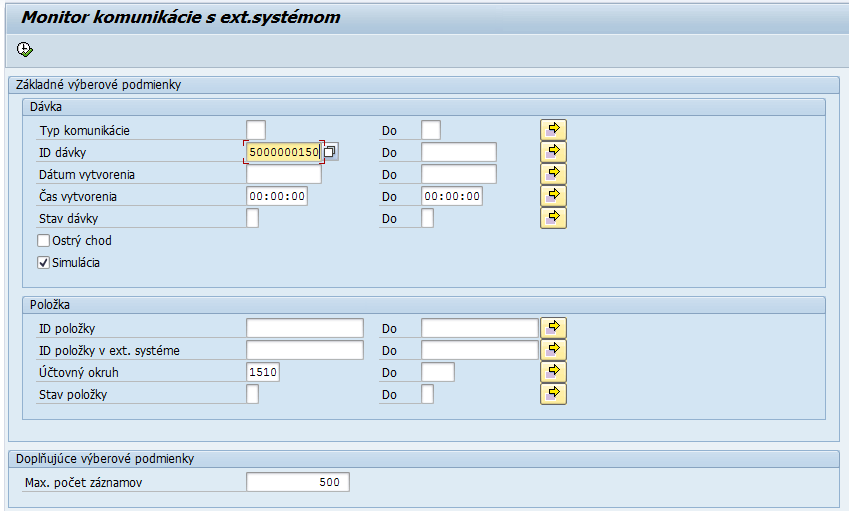 Monitor komunikácie s ext.systémom
Základné výberové podmienky
Dávka
Typ komunikácie Do
ID dávky 5000000150 Do
Dátum vytvorenia Do
Čas vytvorenia 00:00:00 Do 00:00:00
Stav dávky Do
Ostrý chod
Simulácia
Položka
ID položky Do
ID položky v ext. systéme Do
Účtovný okruh 1510 Do
Stav položky Do
Doplňujúce výberové podmienky
Max. počet záznamov 500